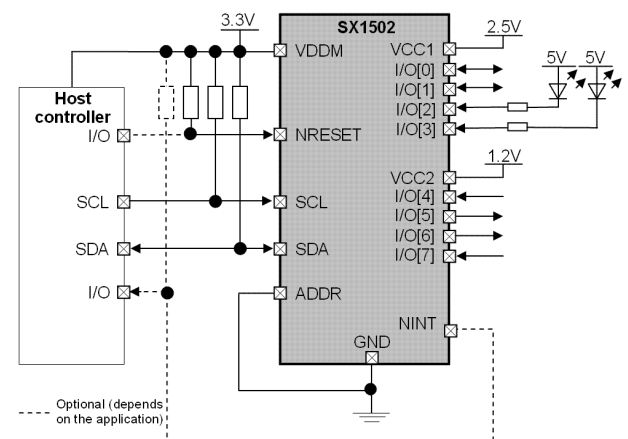 3.3V
SX1502
2.5V
VDDM
VCC1
I/O[0]
I/O[1]
I/O[2]
I/O[3]
5V 5V
Host
controller
I/O
NRESET
1.2V
VCC2
I/O[4]
I/O[5]
I/O[6]
I/O[7]
SCL
SCL
SDA
SDA
I/O
ADDR
NINT
GND
Optional (depends
on the application)